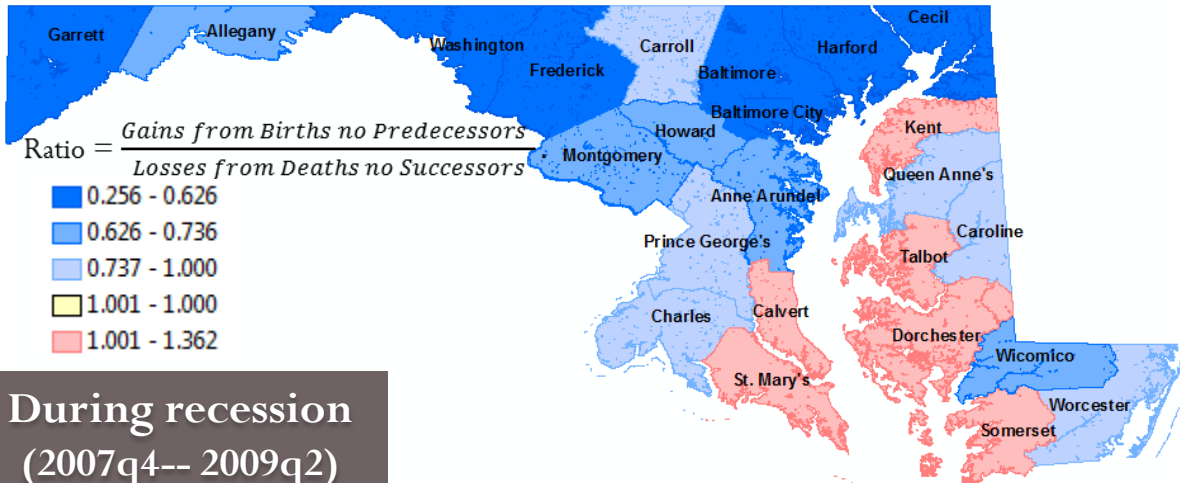 Cecil
Garrett
Allegany
Washington
Carroll
Harford
Frederick
Baltimore
Baltimore City
Kent
Ratio = Gains from Births no Predecessors
Losses from Deaths no Successors
Howard
Montgomery
Queen Anne's
Anne Arundel
0.256 - 0.626
0.626 - 0.736
0.737 - 1.000
1.001 - 1.000
1.001 - 1.362
Prince George's
Caroline
Talbot
Charles
Calvert
Dorchester
Wicomico
St. Mary's
Worcester
Somerset
During recession
(2007q4-- 2009q2)